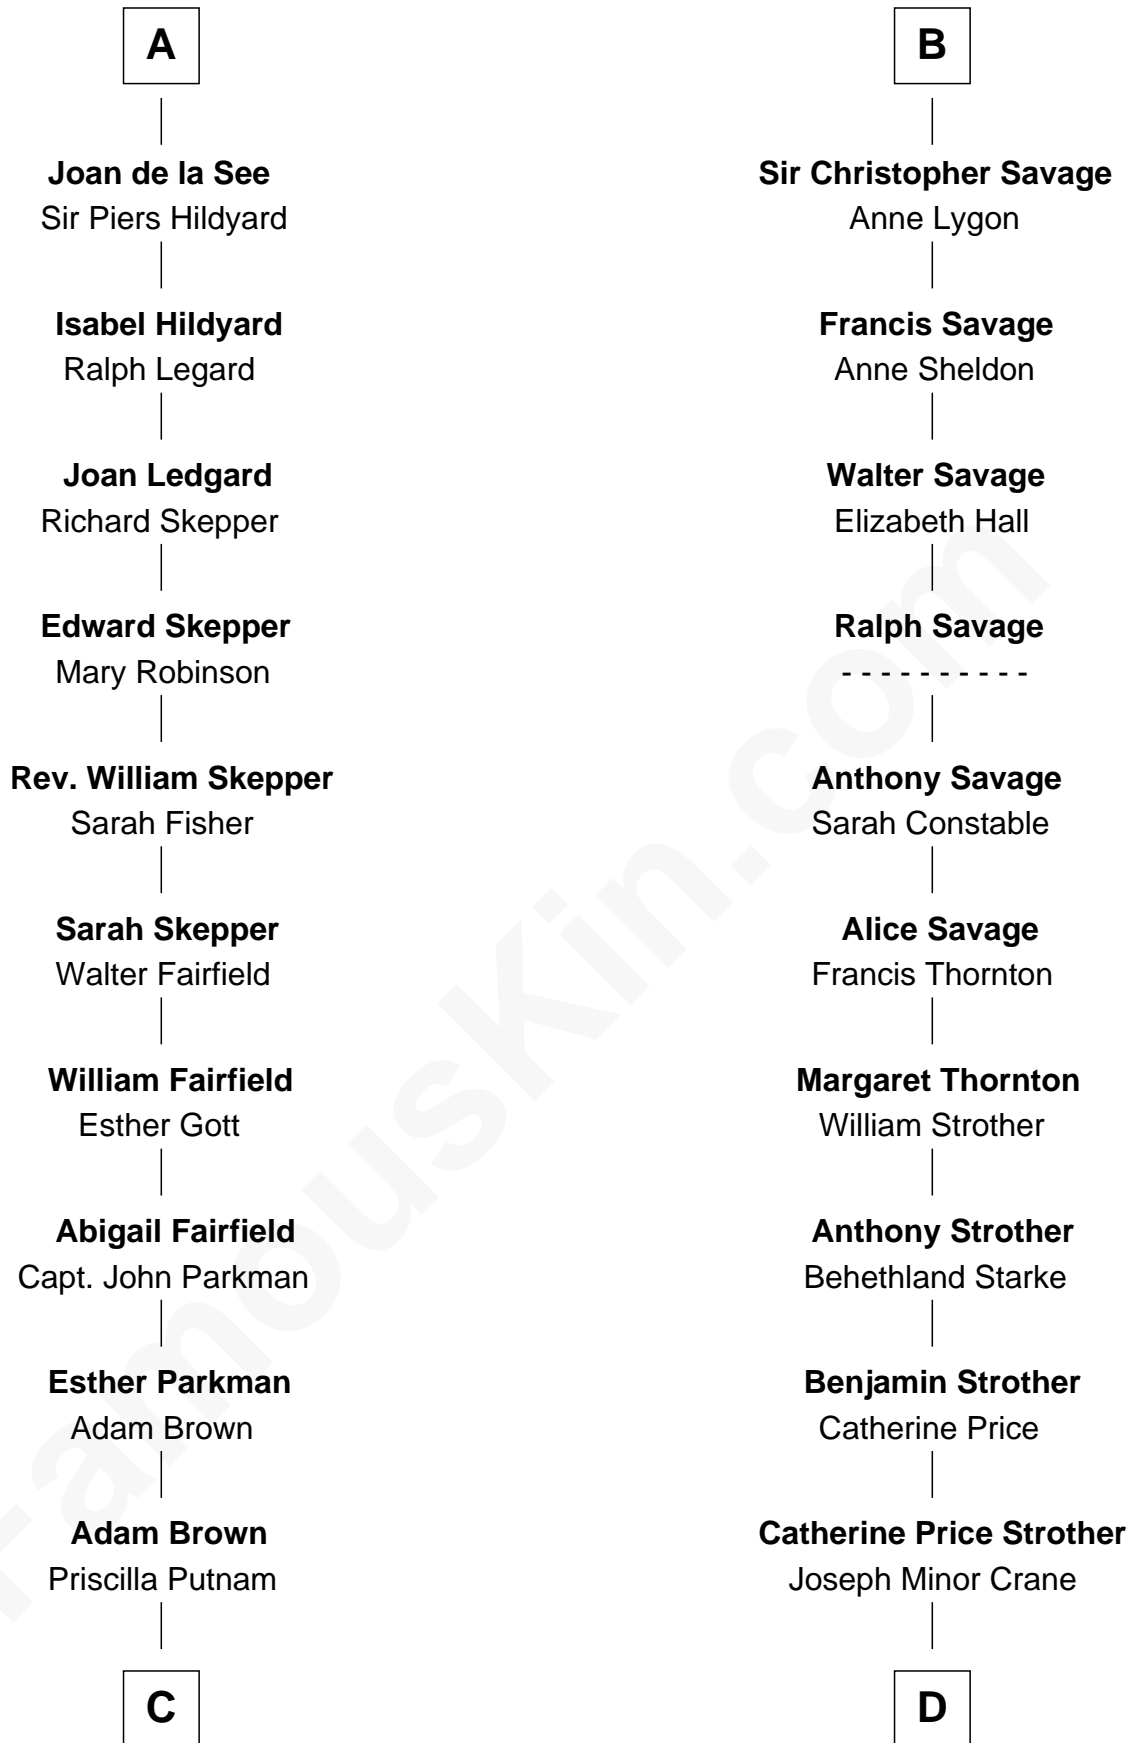 A
Joan de la See
Sir Piers Hildyard
Isabel Hildyard
Ralph Legard
Joan Ledgard
Richard Skepper
Edward Skepper
Mary Robinson
Rev. William Skepper
Sarah Fisher
Sarah Skepper
Walter Fairfield
William Fairfield
Esther Gott
Abigail Fairfield
Capt. John Parkman
Esther Parkman
Adam Brown
Adam Brown
Priscilla Putnam
C
B
Sir Christopher Savage
Anne Lygon
Francis Savage
Anne Sheldon
Walter Savage
Elizabeth Hall
Ralph Savage
- - - - - - - - - -
Anthony Savage
Sarah Constable
Alice Savage
Francis Thornton
Margaret Thornton
William Strother
Anthony Strother
Behethland Starke
Benjamin Strother
Catherine Price
Catherine Price Strother
Joseph Minor Crane
D
FamousKin.com